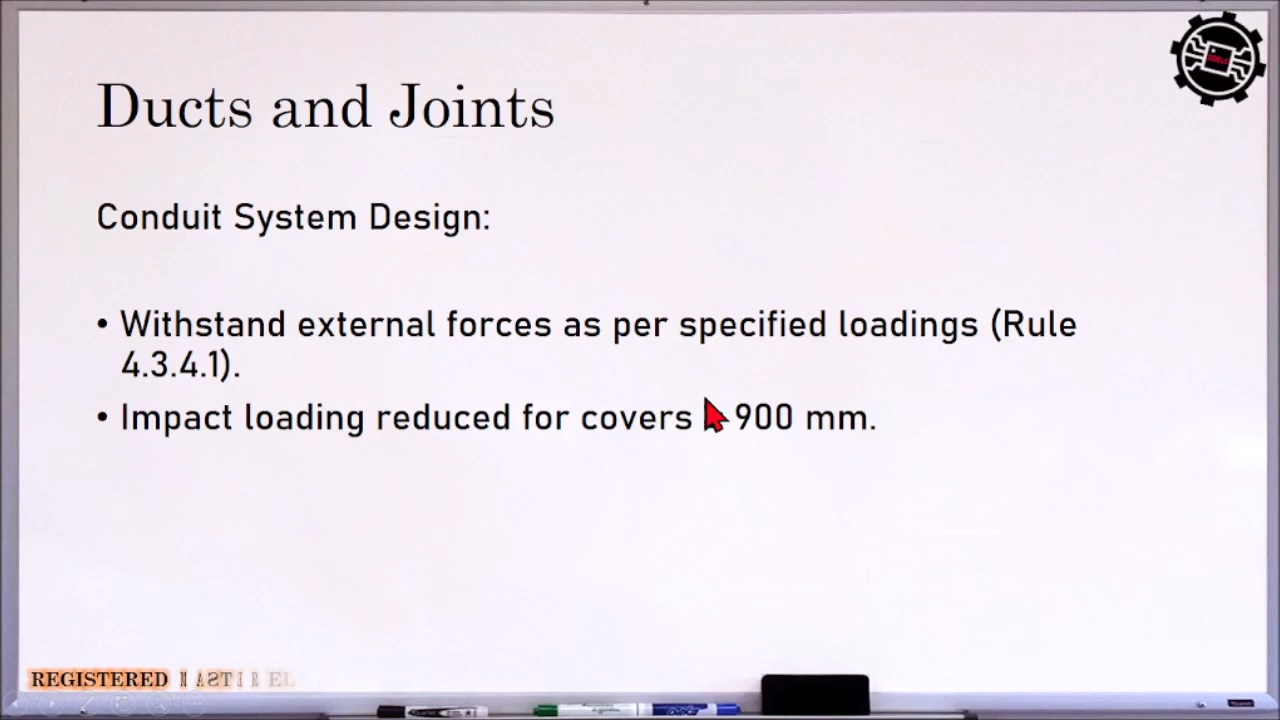 Ducts and Joints
Conduit System Design:
• Withstand external forces as per specified loadings (Rule
4.3.4.1).
• Impact loading reduced for covers 900 mm.
REGISTERED